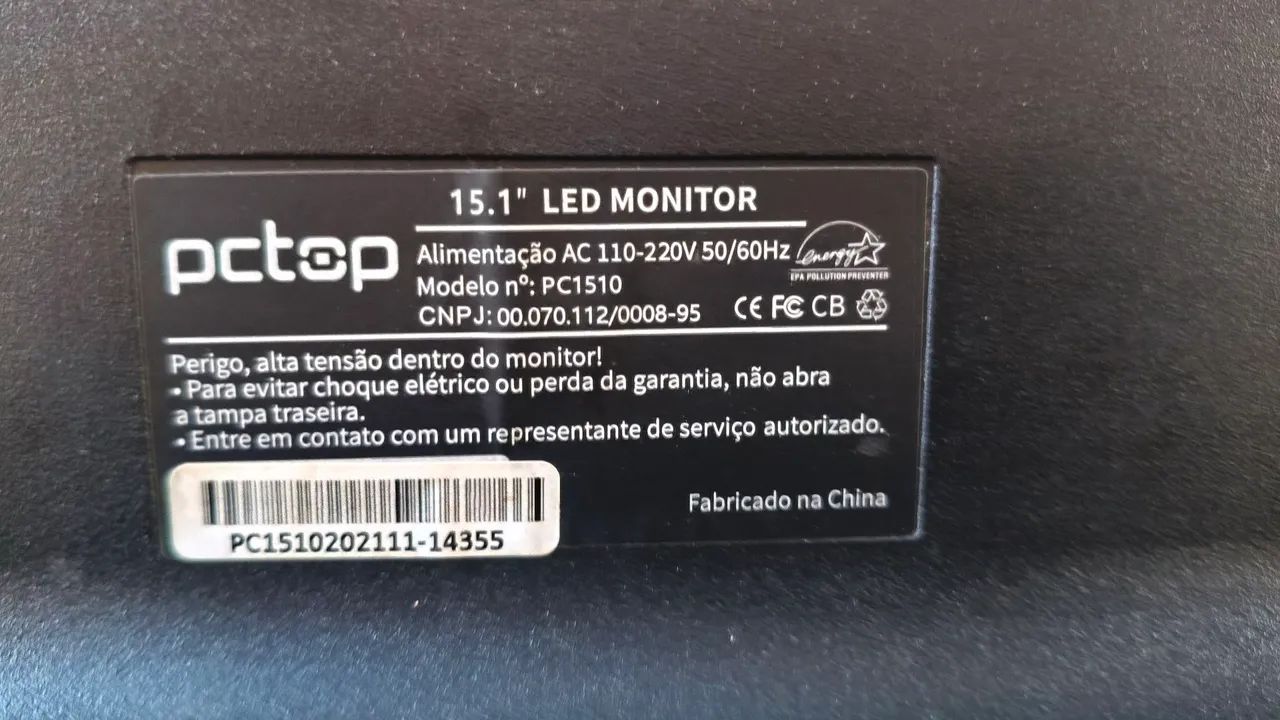 15.1" LED MONITOR
pctop
Alimentação AC 110-220V 50/60Hz
energy
EPA POLLUTION PREVENTER
Modelo nº: PC1510
CNPJ: 00.070.112/0008-95
CE FC CB
Perigo, alta tensão dentro do monitor!
• Para evitar choque elétrico ou perda da garantia, não abra
a tampa traseira.
• Entre em contato com um representante de serviço autorizado.
Fabricado na China
PC1510202111-14355